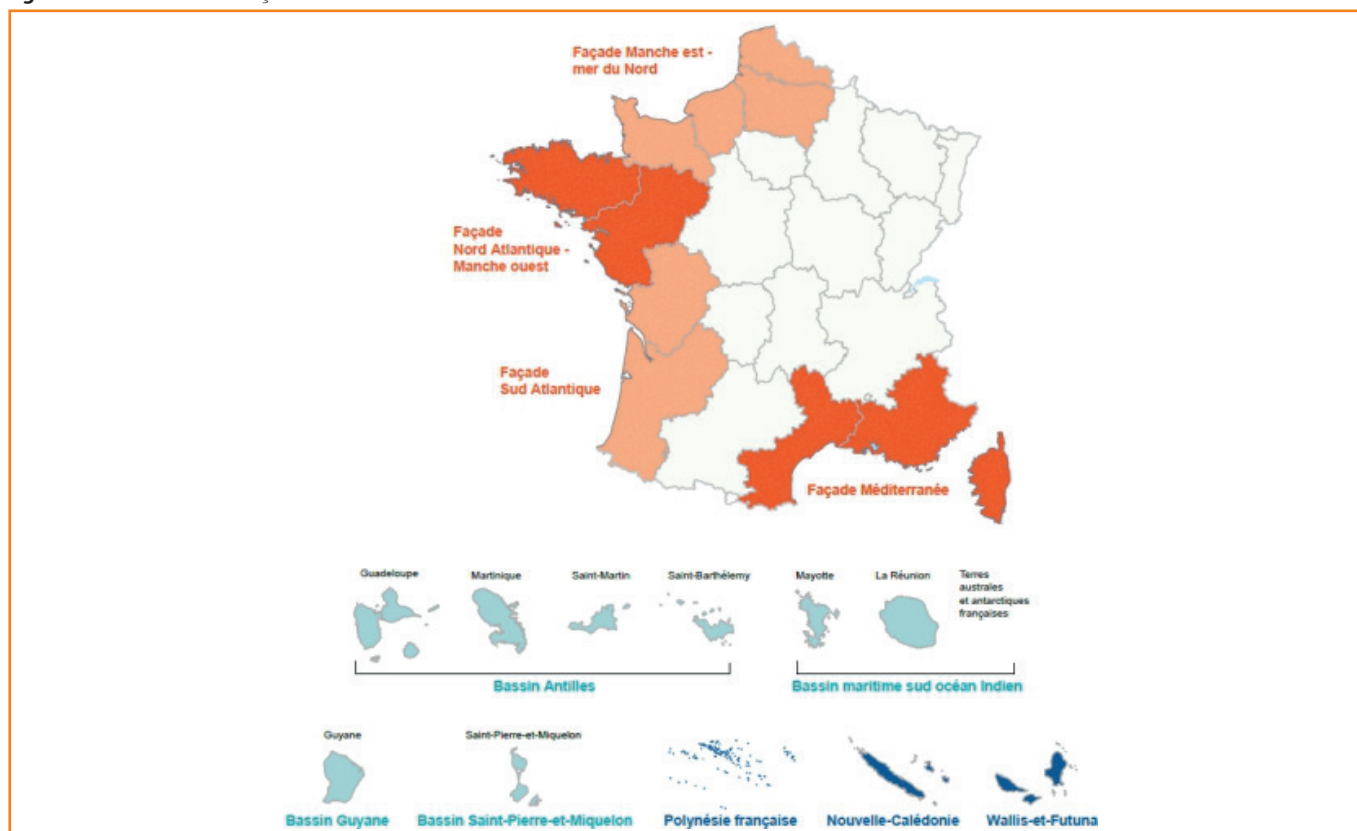 Façade Manche est -
mer du Nord
Façade
Nord Atlantique -
Manche ouest
Façade
Sud Atlantique
Façade Méditerranée
Guadeloupe
Martinique
Saint-Martin
Saint-Barthélemy
Mayotte
La Réunion
Terres
australes
et antarctiques
françaises
Bassin Antilles
Bassin maritime sud océan Indien
Guyane
Saint-Pierre-et-Miquelon
Bassin Guyane
Bassin Saint-Pierre-et-Miquelon
Polynésie française
Nouvelle-Calédonie
Wallis-et-Futuna